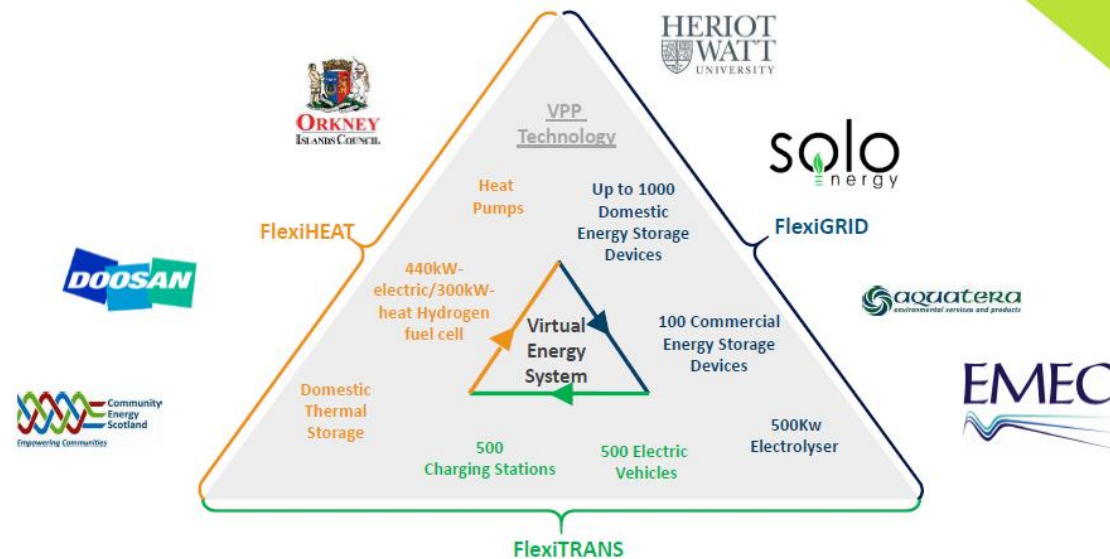 HERIOT
WATT
UNIVERSITY
ORKNEY
ISLANDS COUNCIL
VPP
Technology
solo
energy
Heat
Pumps
Up to 1000
Domestic
Energy Storage
Devices
FlexiHEAT
FlexiGRID
DOOSAN
440kW-
electric/300kW-
heat Hydrogen
fuel cell
aquatera
environmental services and products
Virtual
Energy
System
100 Commercial
Energy Storage
Devices
EMEC
Community
Energy
Scotland
Empowering Communities
Domestic
Thermal
Storage
500Kw
Electrolyser
500
Charging Stations
500 Electric
Vehicles
FlexiTRANS